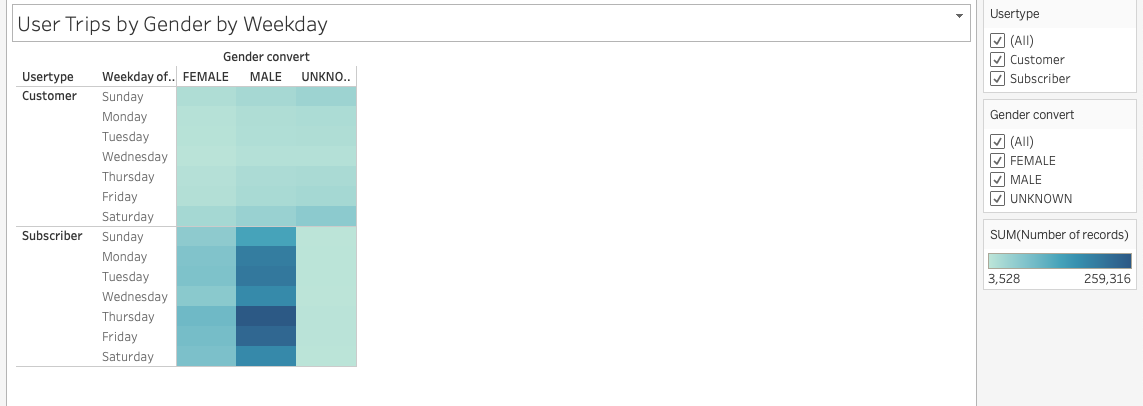 User Trips by Gender by Weekday
Gender convert
Usertype Weekday of.. FEMALE MALE UNKNO..
Customer Sunday
Monday
Tuesday
Wednesday
Thursday
Friday
Saturday
Subscriber Sunday
Monday
Tuesday
Wednesday
Thursday
Friday
Saturday
Usertype
(All)
Customer
Subscriber
Gender convert
(All)
FEMALE
MALE
UNKNOWN
SUM(Number of records)
3,528 259,316